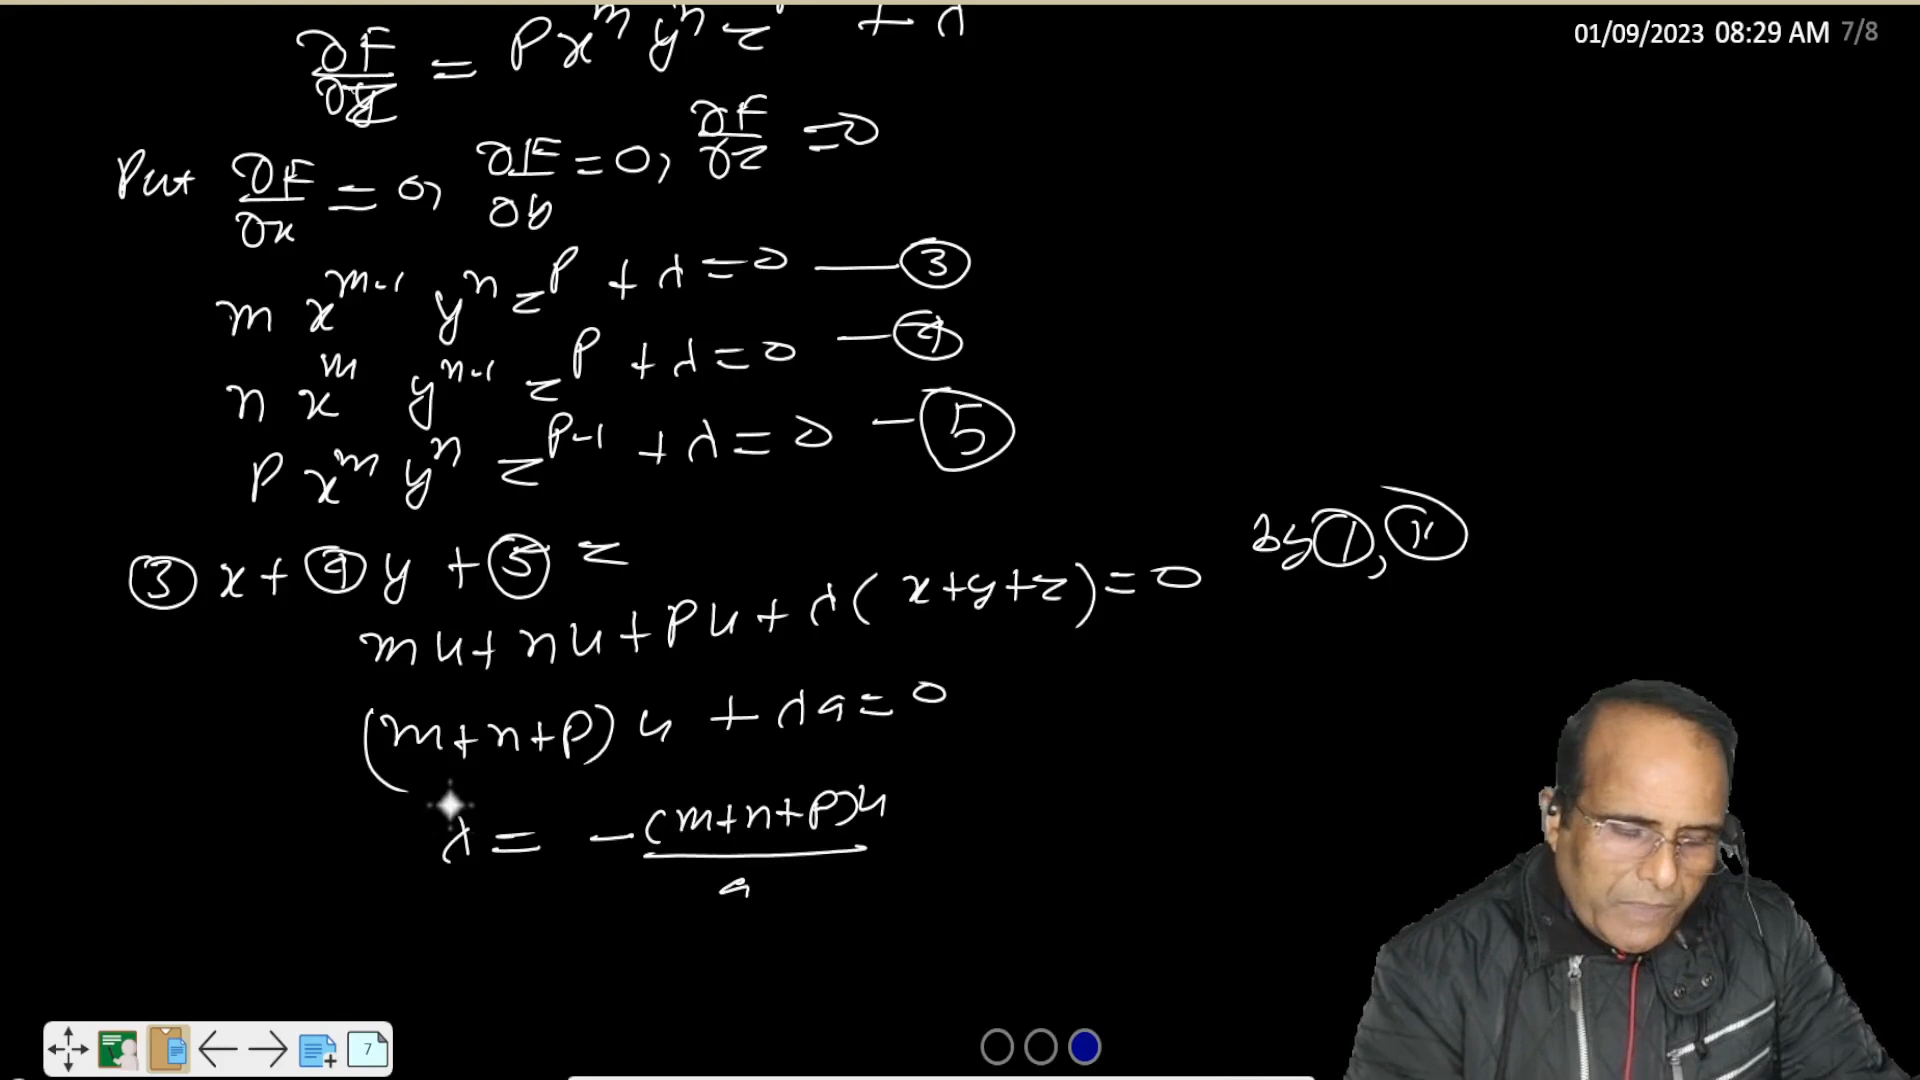 01/09/2023 08:29 AM 7/8
∂F/∂z = P x^m y^n z + λ
Put ∂F/∂x = 0, ∂F/∂y = 0, ∂F/∂z = 0
m x^(m-1) y^n z^p + λ = 0 — ③
n x^m y^(n-1) z^p + λ = 0 — ④
P x^m y^n z^(p-1) + λ = 0 — ⑤
③ x + ④ y + ⑤ z
mu + nu + pu + λ( x+y+z) = 0 by ①,
(m+n+p) u + λa = 0
λ = -(m+n+p)u/a
7